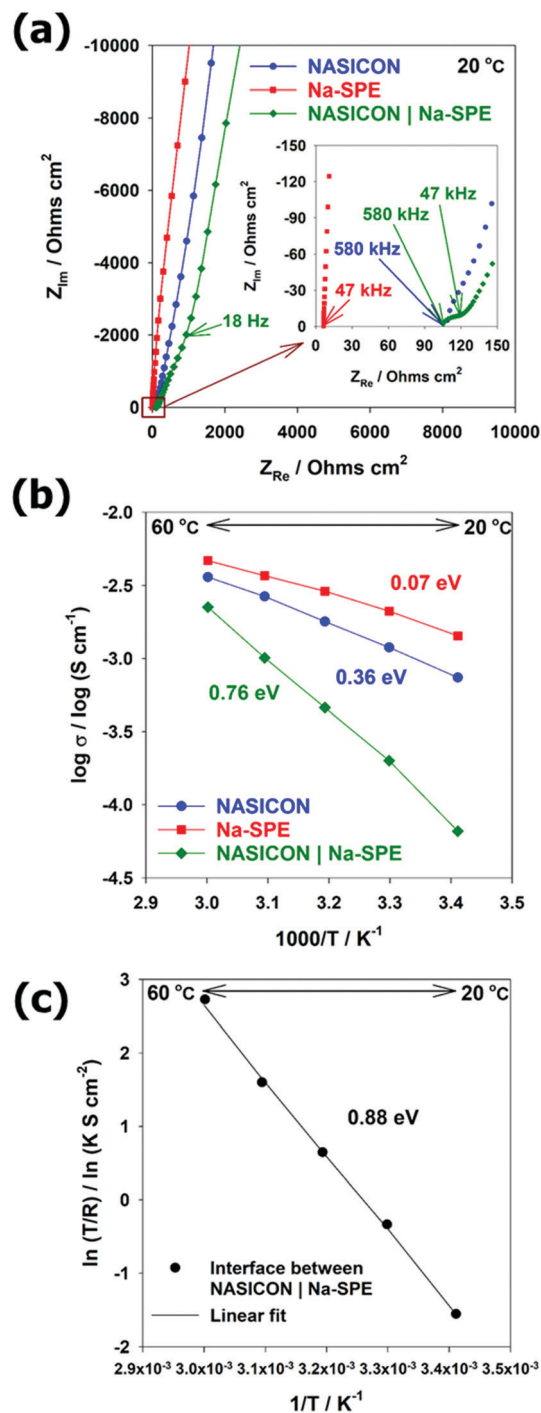 (a)
-10000
-8000
-6000
-4000
-2000
0
Z_Im / Ohms cm²
NASICON
Na-SPE
NASICON | Na-SPE
20 °C
-150
-120
-90
-60
-30
0
Z_Im / Ohms cm²
47 kHz
580 kHz
580 kHz
47 kHz
0 30 60 90 120 150
Z_Re / Ohms cm²
18 Hz
0 2000 4000 6000 8000 10000
Z_Re / Ohms cm²
(b)
-2.0
-2.5
-3.0
-3.5
-4.0
-4.5
log σ / log (S cm⁻¹)
60 °C 20 °C
0.07 eV
0.36 eV
0.76 eV
NASICON
Na-SPE
NASICON | Na-SPE
2.9 3.0 3.1 3.2 3.3 3.4 3.5
1000/T / K⁻¹
(c)
3
2
1
0
-1
-2
ln (T/R) / ln (K S cm⁻²)
60 °C 20 °C
0.88 eV
Interface between
NASICON | Na-SPE
Linear fit
2.9x10⁻³ 3.0x10⁻³ 3.1x10⁻³ 3.2x10⁻³ 3.3x10⁻³ 3.4x10⁻³ 3.5x10⁻³
1/T / K⁻¹